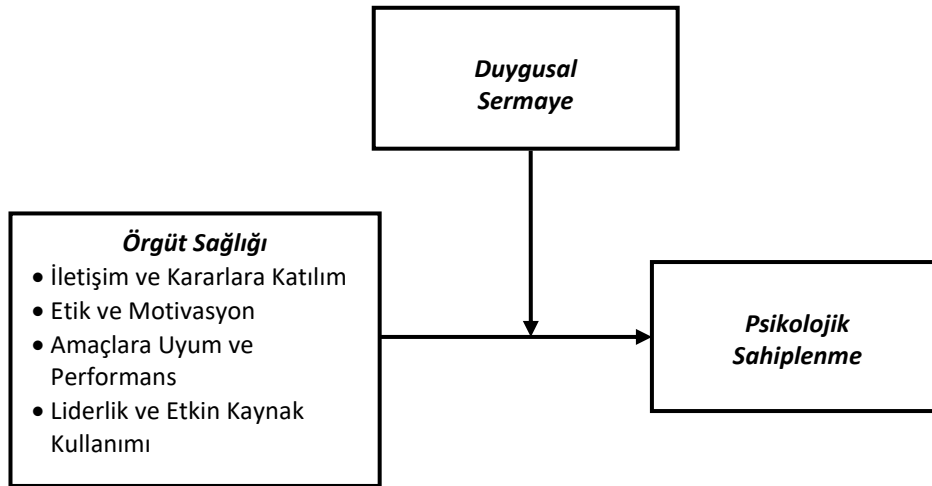 Duygusal
Sermaye
Örgüt Sağlığı
• İletişim ve Kararlara Katılım
• Etik ve Motivasyon
• Amaçlara Uyum ve
Performans
• Liderlik ve Etkin Kaynak
Kullanımı
Psikolojik
Sahiplenme